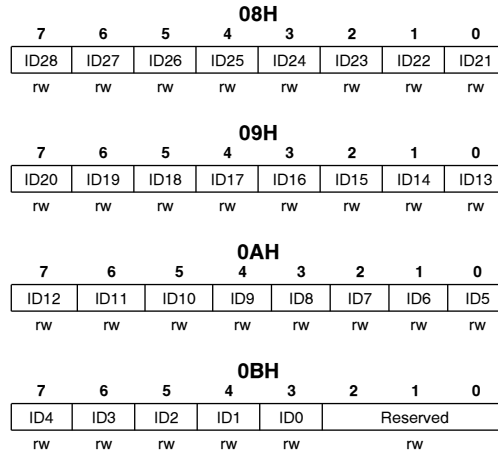 08H
7 6 5 4 3 2 1 0
ID28 ID27 ID26 ID25 ID24 ID23 ID22 ID21
rw rw rw rw rw rw rw rw
09H
7 6 5 4 3 2 1 0
ID20 ID19 ID18 ID17 ID16 ID15 ID14 ID13
rw rw rw rw rw rw rw rw
0AH
7 6 5 4 3 2 1 0
ID12 ID11 ID10 ID9 ID8 ID7 ID6 ID5
rw rw rw rw rw rw rw rw
0BH
7 6 5 4 3 2 1 0
ID4 ID3 ID2 ID1 ID0 Reserved
rw rw rw rw rw rw